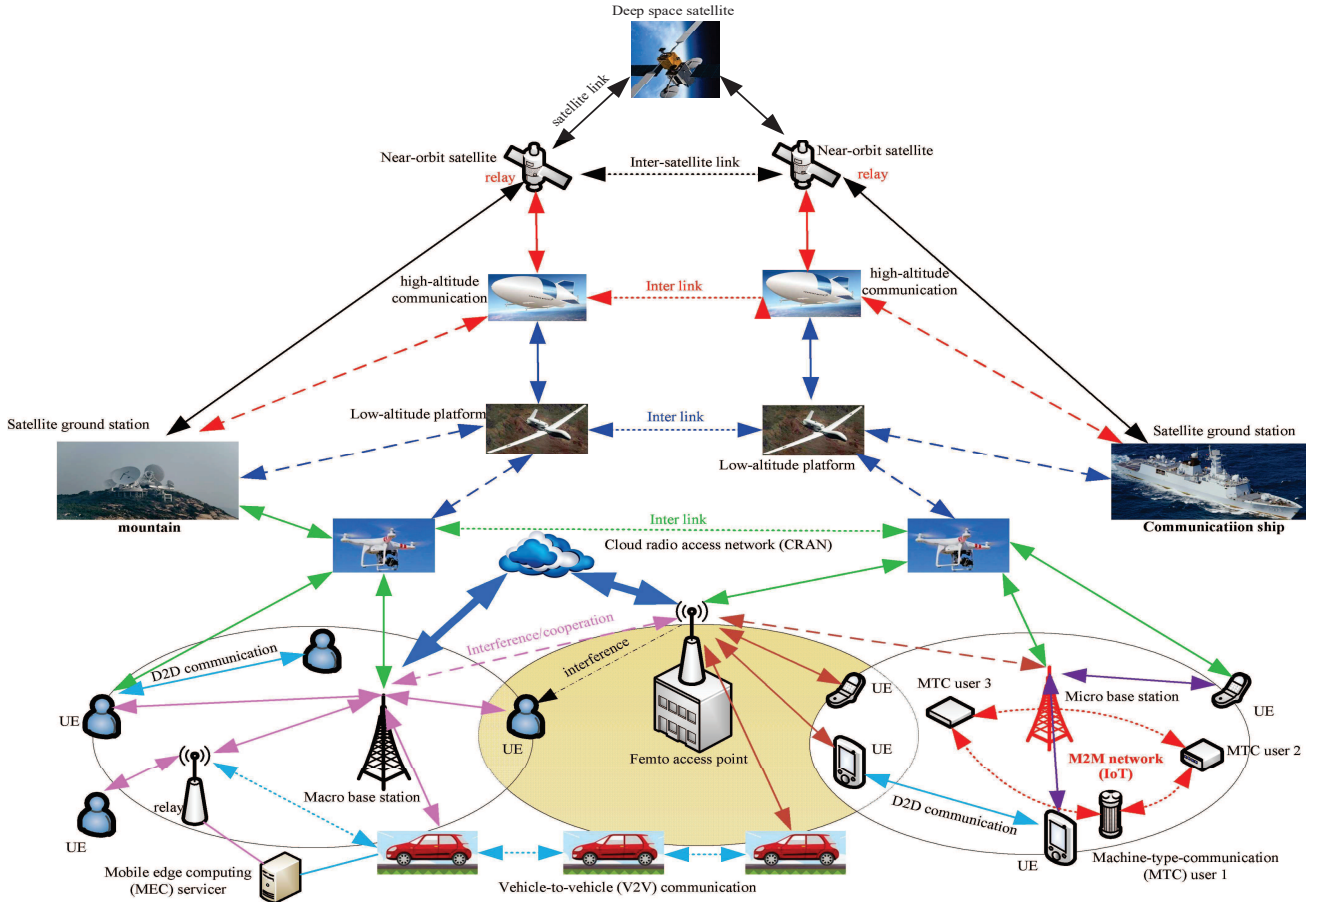 Deep space satellite
satellite link
Near-orbit satellite
relay
Inter-satellite link
Near-orbit satellite
relay
high-altitude
communication
Inter link
high-altitude
communication
Satellite ground station
Low-altitude platform
Inter link
Low-altitude platform
Satellite ground station
mountain
Communicatiion ship
Inter link
Cloud radio access network (CRAN)
Interference/cooperation
interference
D2D communication
UE
UE
UE
relay
Macro base station
Femto access point
UE
UE
MTC user 3
Micro base station
UE
MTC user 2
M2M network
(IoT)
D2D communication
UE
Machine-type-communication
(MTC) user 1
Mobile edge computing
(MEC) servicer
Vehicle-to-vehicle (V2V) communication